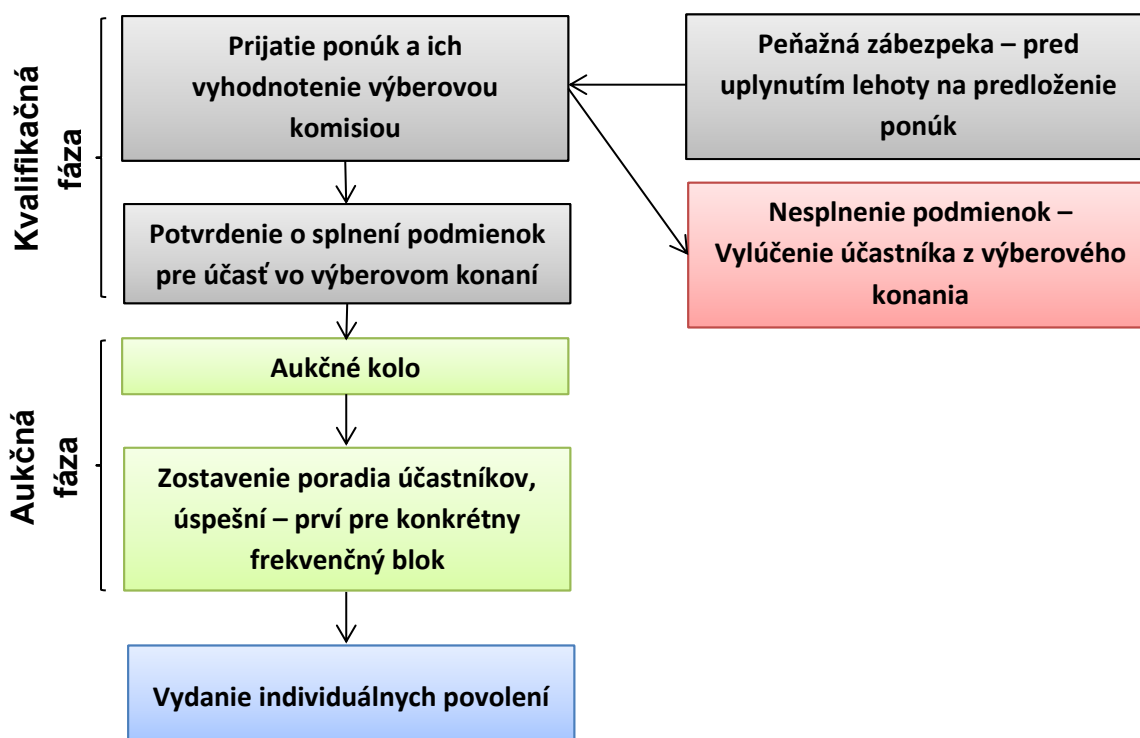 Kvalifikačná
fáza
Prijatie ponúk a ich
vyhodnotenie výberovou
komisiou
Peňažná zábezpeka – pred
uplynutím lehoty na predloženie
ponúk
Potvrdenie o splnení podmienok
pre účasť vo výberovom konaní
Nesplnenie podmienok –
Vylúčenie účastníka z výberového
konania
Aukčná
fáza
Aukčné kolo
Zostavenie poradia účastníkov,
úspešní – prví pre konkrétny
frekvenčný blok
Vydanie individuálnych povolení